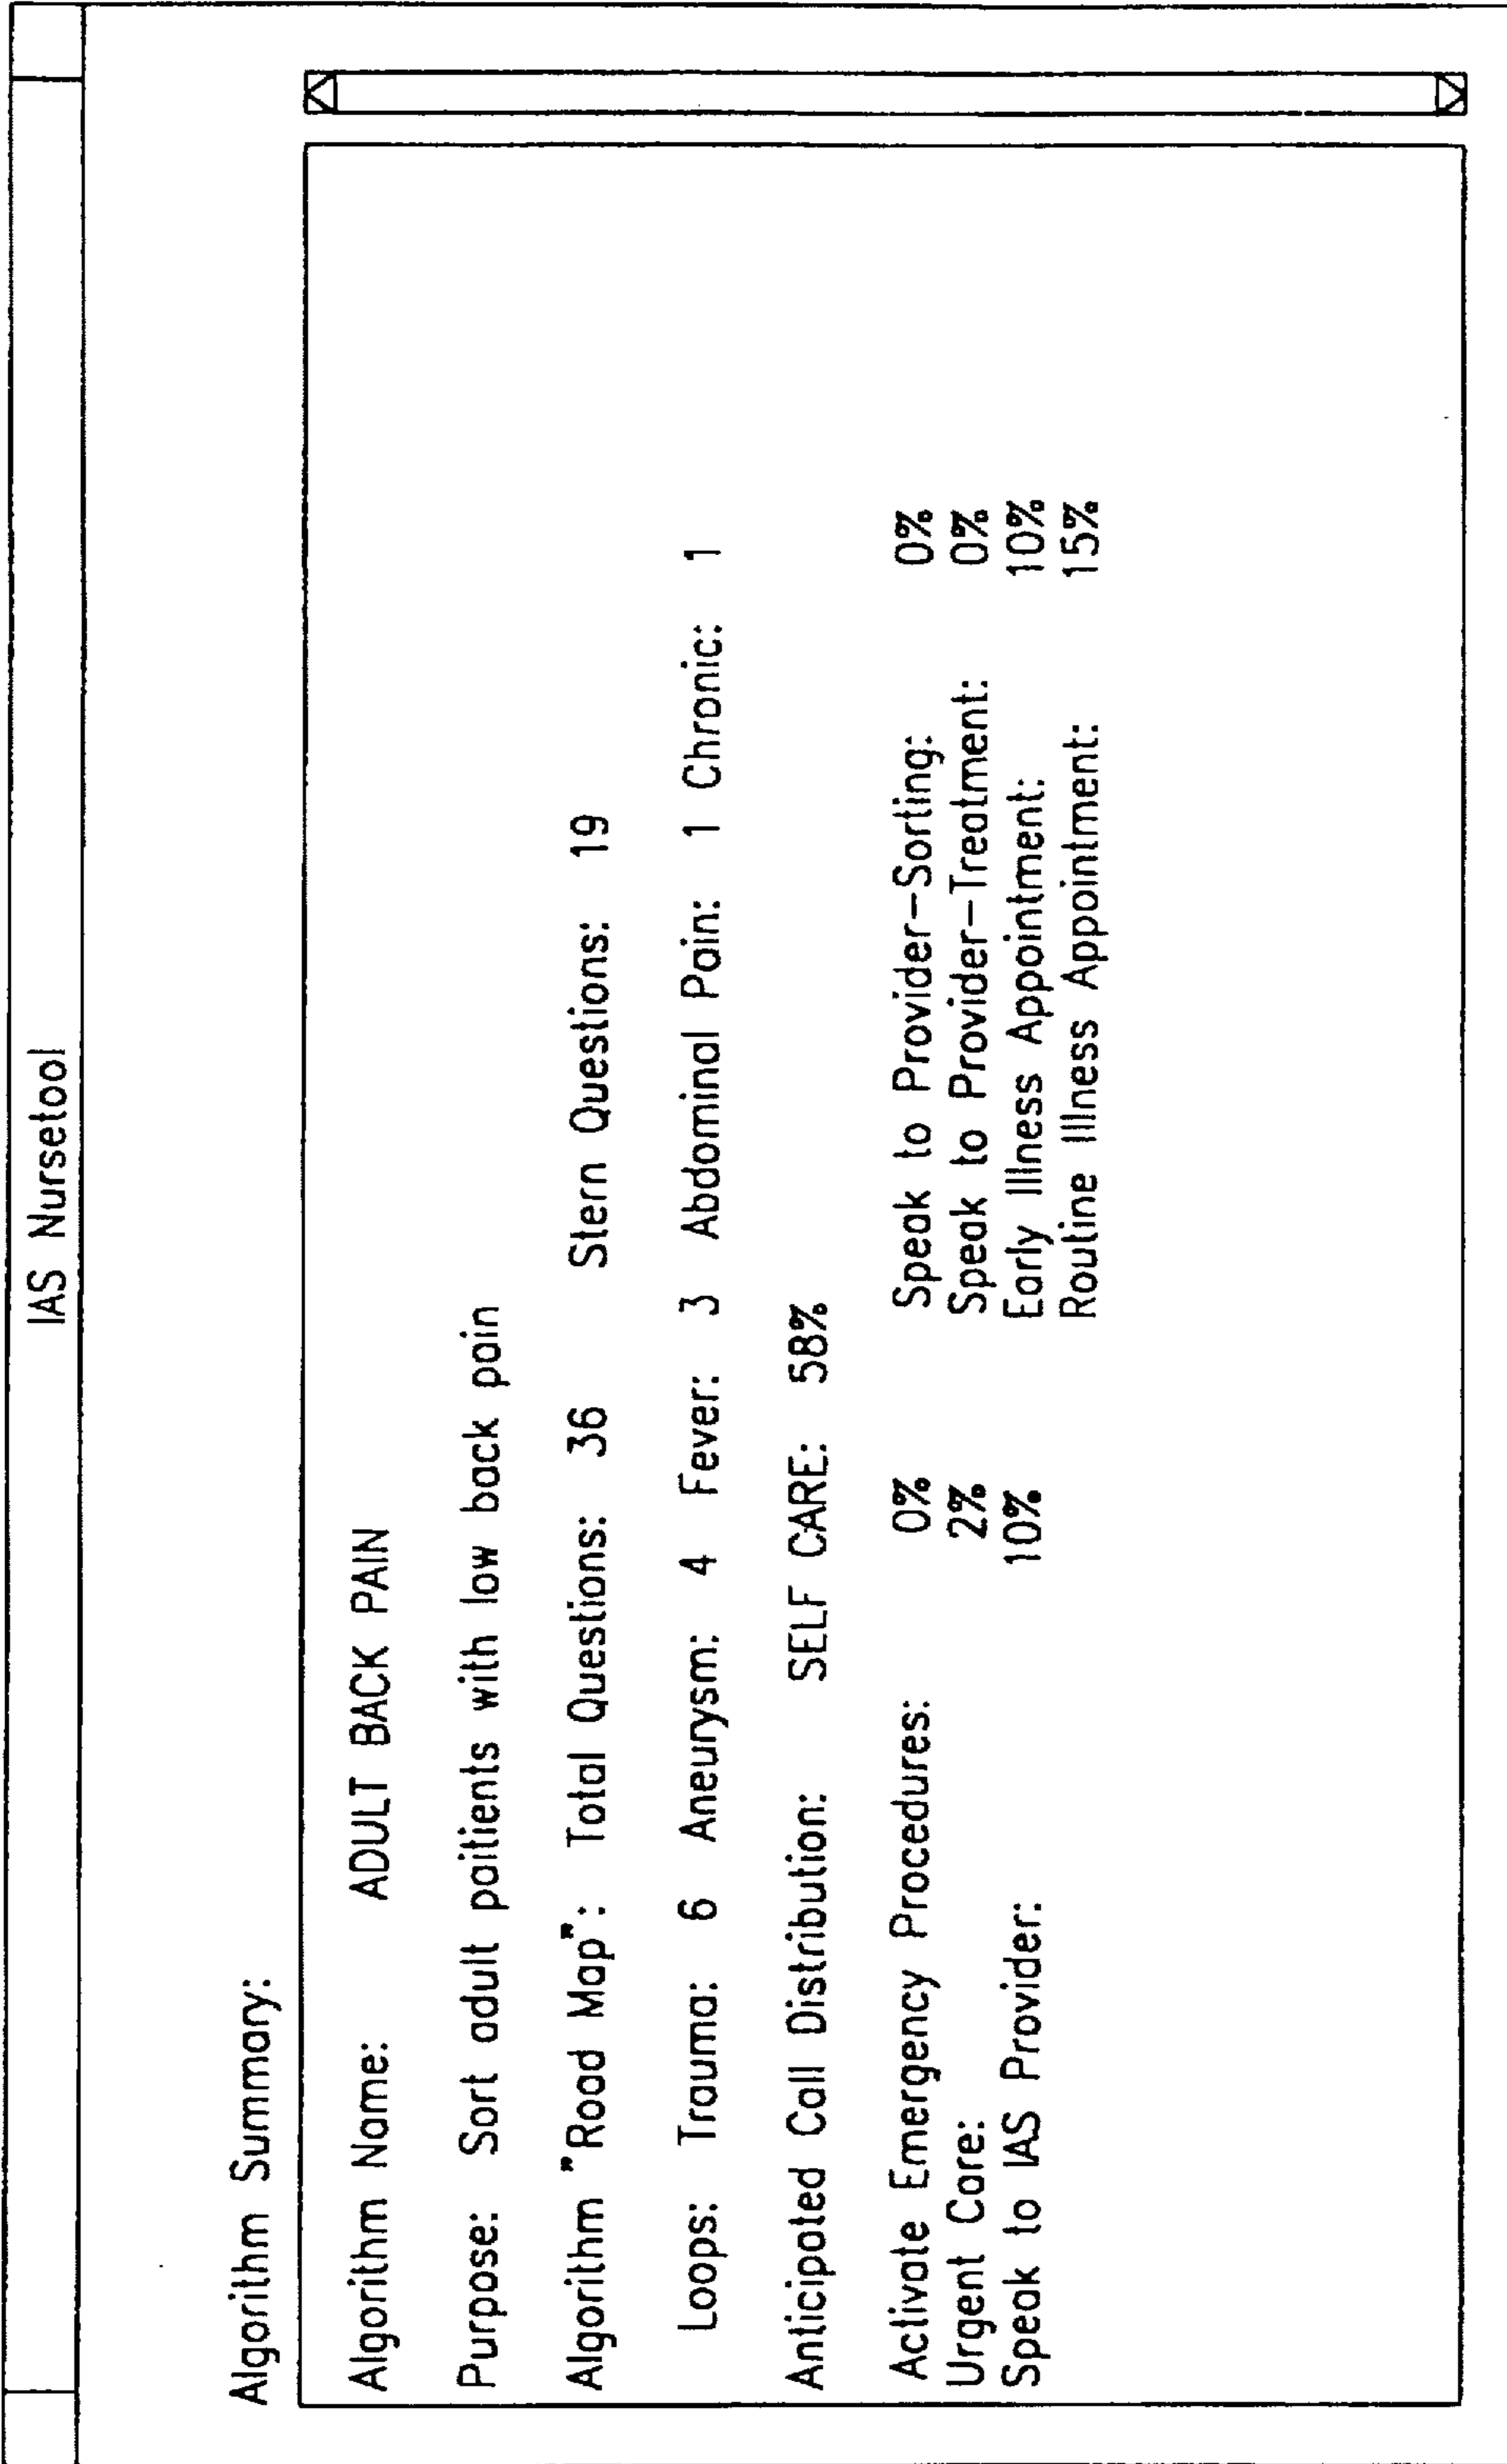 IAS Nursetool
Algorithm Summary:
Algorithm Name: ADULT BACK PAIN
Purpose: Sort adult paitients with low back pain
Algorithm "Road Map": Total Questions: 36 Stern Questions: 19
Loops: Trauma: 6 Aneurysm: 4 Fever: 3 Abdominal Pain: 1 Chronic: 1
Anticipated Call Distribution: SELF CARE: 58%
Activate Emergency Procedures: 0% Speak to Provider-Sorting: 0%
Urgent Care: 2% Speak to Provider-Treatment: 0%
Speak to IAS Provider: 10% Early Illness Appointment: 10%
Routine Illness Appointment: 15%